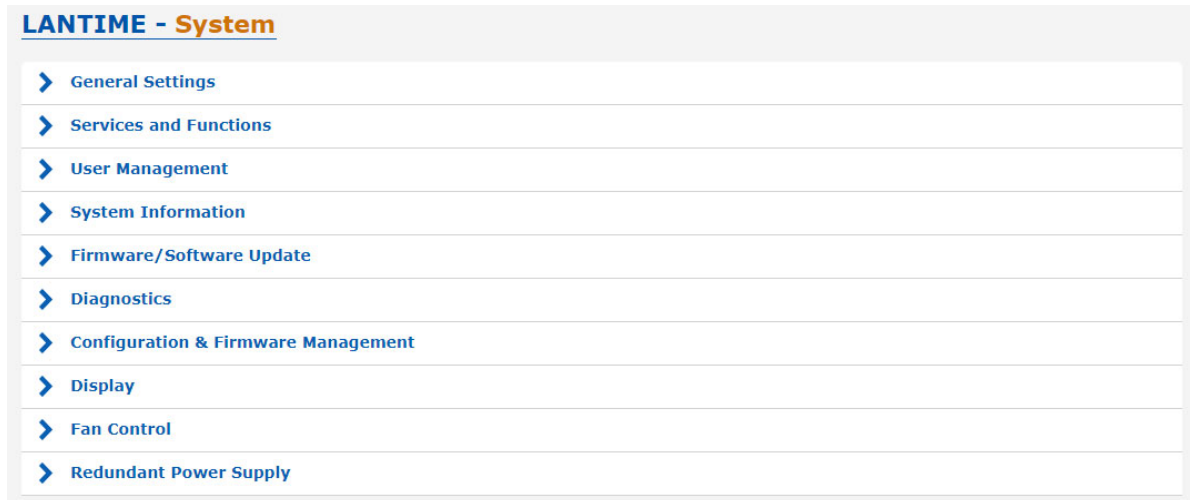 LANTIME - System
General Settings
Services and Functions
User Management
System Information
Firmware/Software Update
Diagnostics
Configuration & Firmware Management
Display
Fan Control
Redundant Power Supply